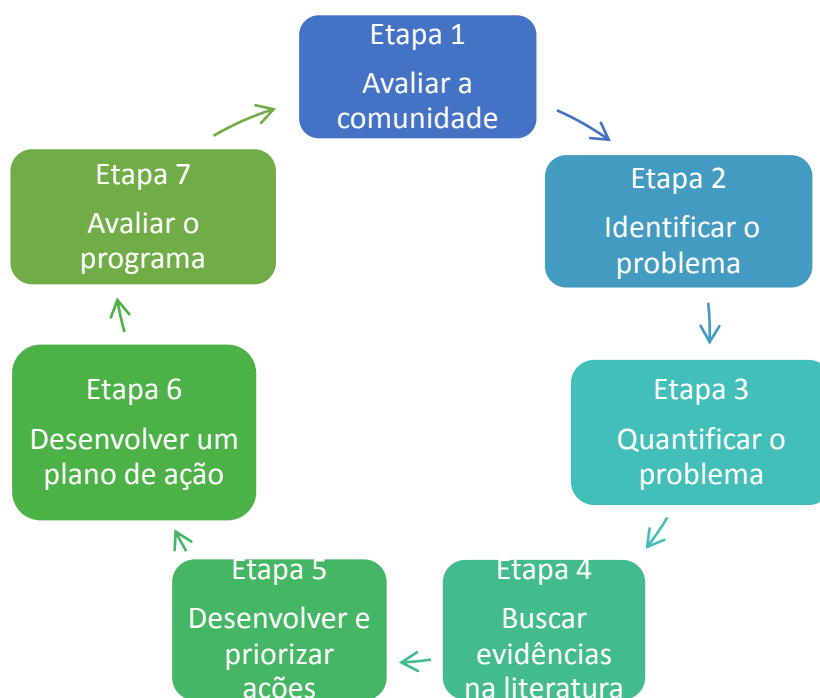 Etapa 1
Avaliar a
comunidade
Etapa 2
Identificar o
problema
Etapa 3
Quantificar o
problema
Etapa 4
Buscar
evidências
na literatura
Etapa 5
Desenvolver e
priorizar
ações
Etapa 6
Desenvolver um
plano de ação
Etapa 7
Avaliar o
programa